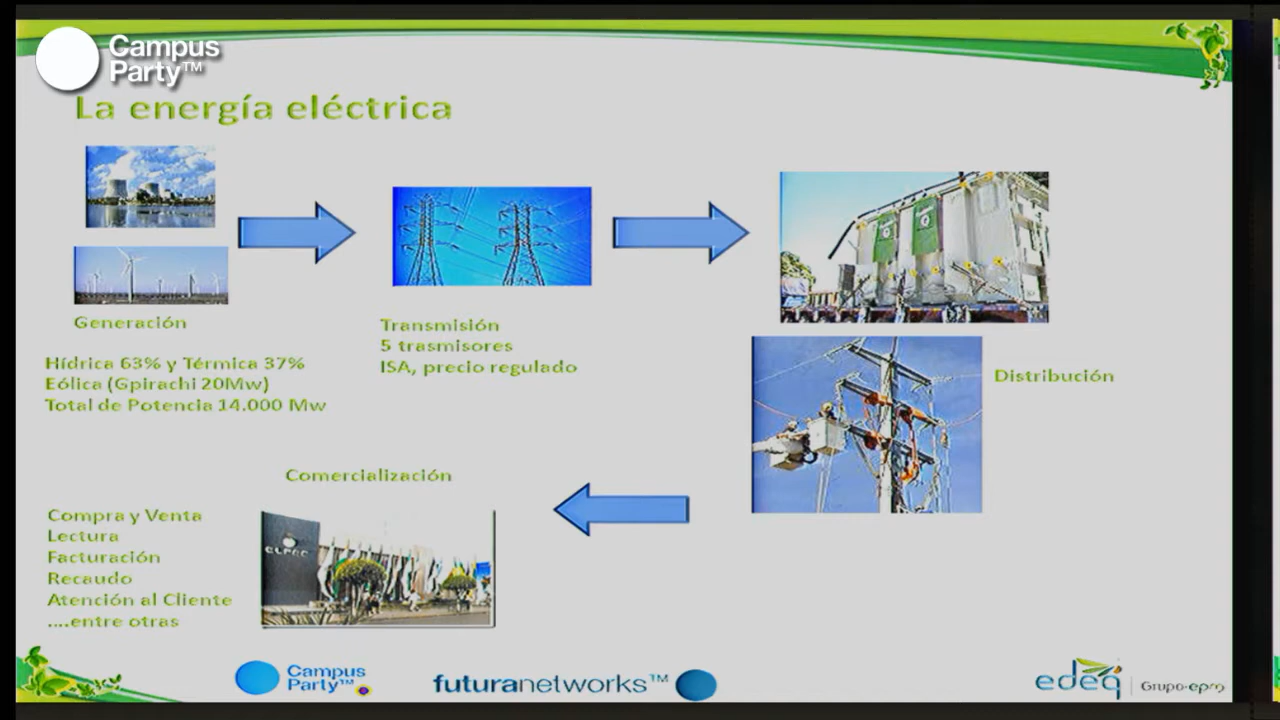 Campus
Party™
La energía eléctrica
Generación
Hídrica 63% y Térmica 37%
Eólica (Gpirachi 20Mw)
Total de Potencia 14.000 Mw
Transmisión
5 trasmisores
ISA, precio regulado
Distribución
Comercialización
Compra y Venta
Lectura
Facturación
Recaudo
Atención al Cliente
....entre otras
Campus
Party™
futuranetworks™
edeq
Grupo·epm